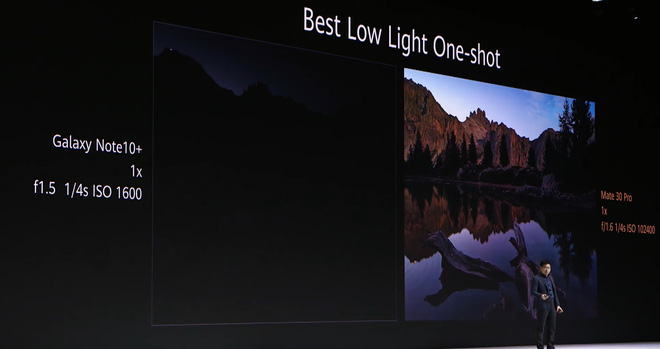 Best Low Light One-shot
Galaxy Note10+
1x
f1.5 1/4s ISO 1600
Mate 30 Pro
1x
f/1.6 1/4s ISO 102400